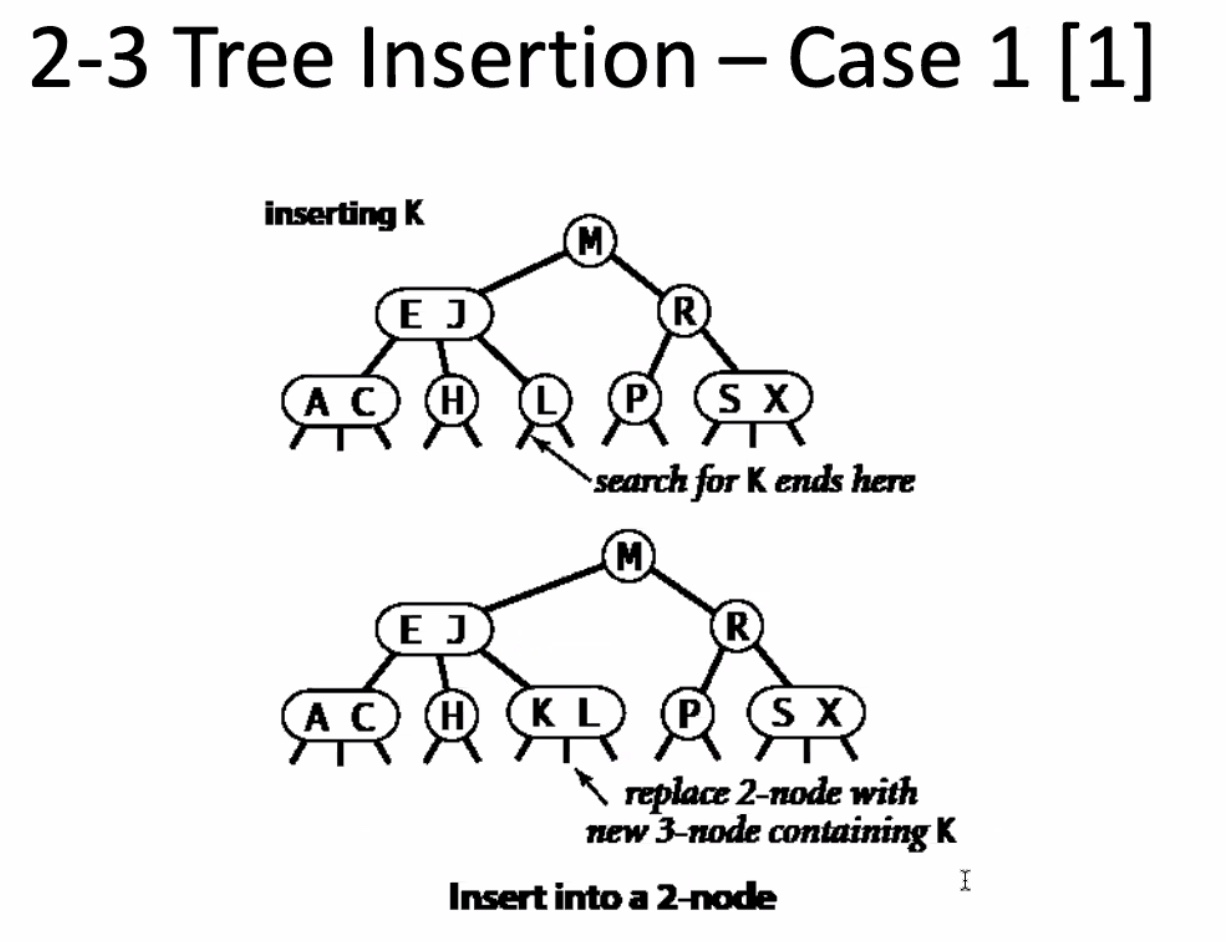 2-3 Tree Insertion – Case 1 [1]
inserting K
M
E J
R
A C
H
L
P
S X
search for K ends here
M
E J
R
A C
H
K L
P
S X
replace 2-node with
new 3-node containing K
Insert into a 2-node